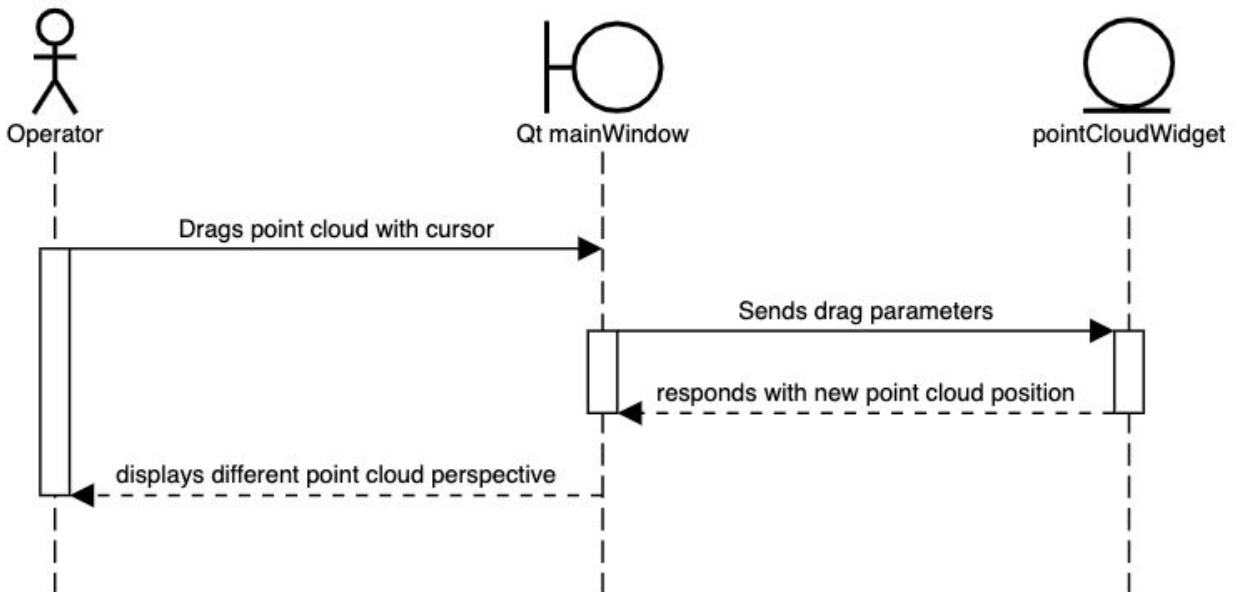 Operator
Qt mainWindow
pointCloudWidget
Drags point cloud with cursor
Sends drag parameters
responds with new point cloud position
displays different point cloud perspective